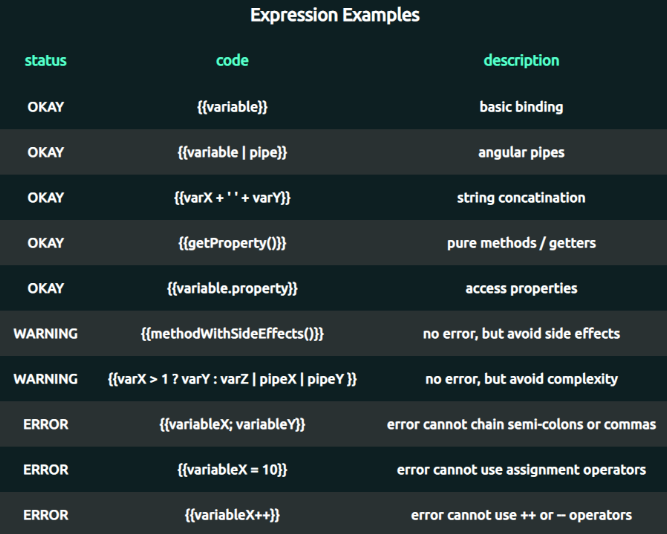 Expression Examples
status code description
OKAY {{variable}} basic binding
OKAY {{variable | pipe}} angular pipes
OKAY {{varX + ' ' + varY}} string concatination
OKAY {{getProperty()}} pure methods / getters
OKAY {{variable.property}} access properties
WARNING {{methodWithSideEffects()}} no error, but avoid side effects
WARNING {{varX > 1 ? varY : varZ | pipeX | pipeY }} no error, but avoid complexity
ERROR {{variableX; variableY}} error cannot chain semi-colons or commas
ERROR {{variableX = 10}} error cannot use assignment operators
ERROR {{variableX++}} error cannot use ++ or -- operators